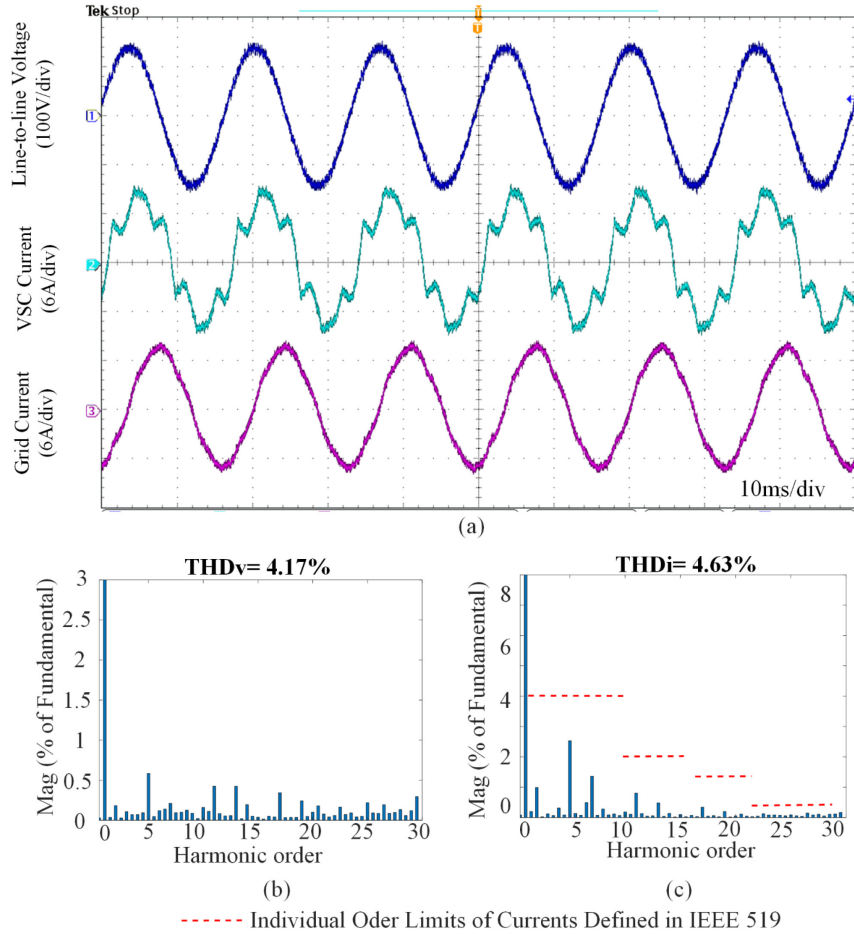 Tek Stop
T
T
Line-to-line Voltage
(100V/div)
1
VSC Current
(6A/div)
2
Grid Current
(6A/div)
3
10ms/div
(a)
THDv= 4.17%
Mag (% of Fundamental)
3
2
1
0.5
0
0 5 10 15 20 25 30
Harmonic order
(b)
THDi= 4.63%
Mag (% of Fundamental)
8
6
4
2
0
0 5 10 15 20 25 30
Harmonic order
(c)
Individual Oder Limits of Currents Defined in IEEE 519